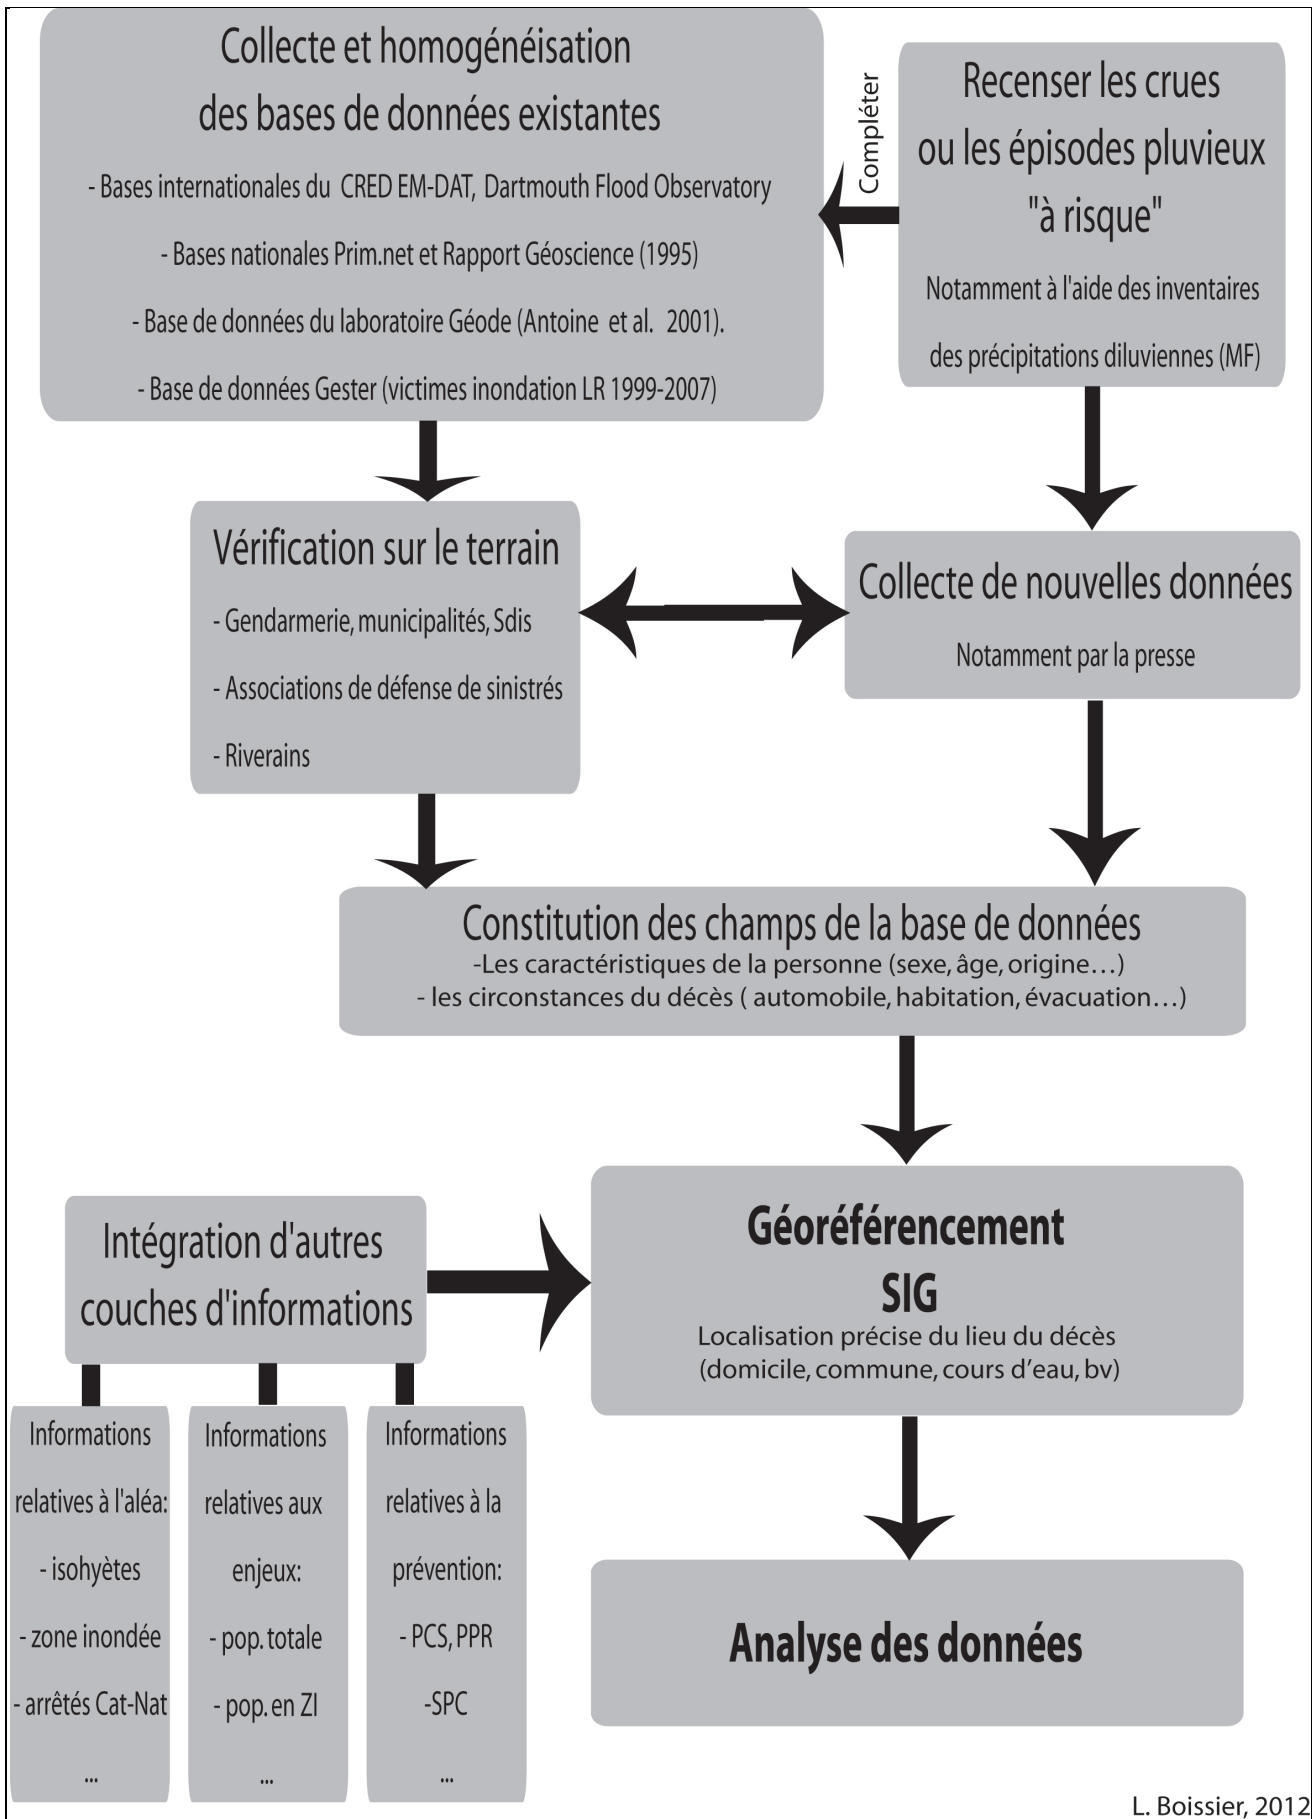 Collecte et homogénéisation
des bases de données existantes
- Bases internationales du CRED EM-DAT, Dartmouth Flood Observatory
- Bases nationales Prim.net et Rapport Géoscience (1995)
- Base de données du laboratoire Géode (Antoine et al. 2001).
- Base de données Gester (victimes inondation LR 1999-2007)
Compléter
Recenser les crues
ou les épisodes pluvieux
"à risque"
Notamment à l'aide des inventaires
des précipitations diluviennes (MF)
Vérification sur le terrain
- Gendarmerie, municipalités, Sdis
- Associations de défense de sinistrés
- Riverains
Collecte de nouvelles données
Notamment par la presse
Constitution des champs de la base de données
-Les caractéristiques de la personne (sexe, âge, origine...)
- les circonstances du décès ( automobile, habitation, évacuation...)
Intégration d'autres
couches d'informations
Géoréférencement
SIG
Localisation précise du lieu du décès
(domicile, commune, cours d'eau, bv)
Informations
relatives à l'aléa:
- isohyètes
- zone inondée
- arrêtés Cat-Nat
...
Informations
relatives aux
enjeux:
- pop. totale
- pop. en ZI
...
Informations
relatives à la
prévention:
- PCS, PPR
-SPC
...
Analyse des données
L. Boissier, 2012